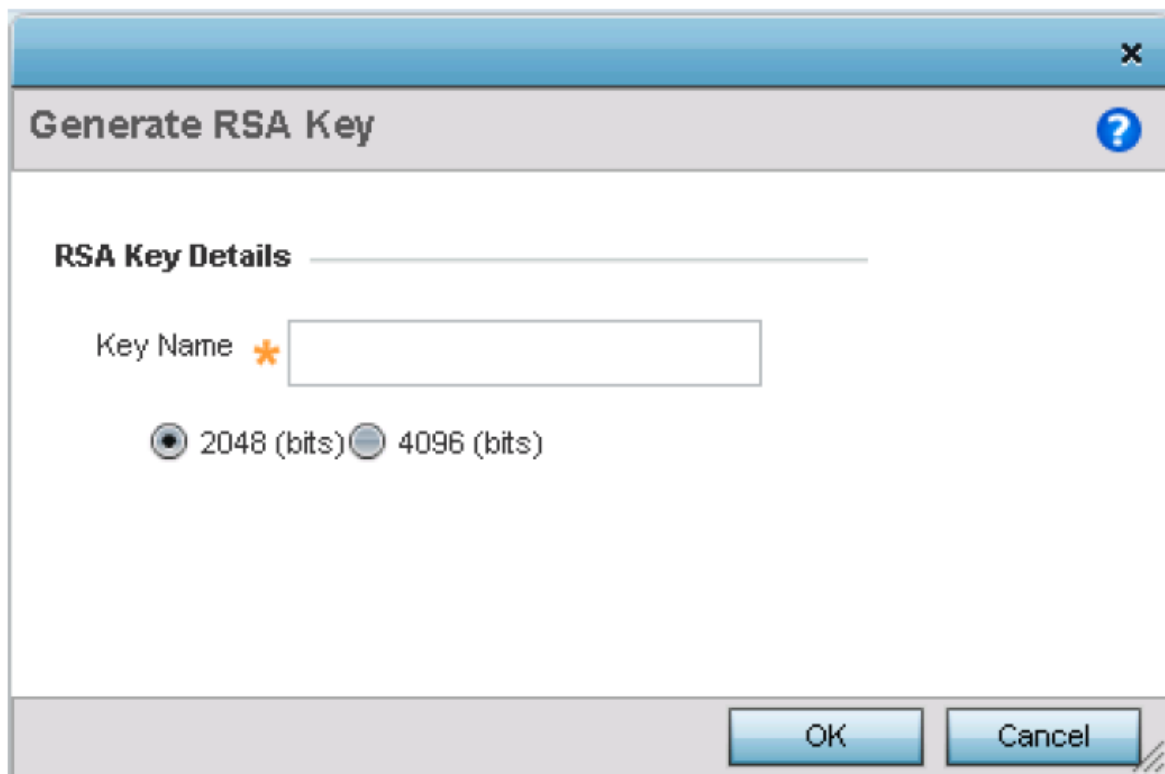 Generate RSA Key
RSA Key Details
Key Name *
2048 (bits) 4096 (bits)
OK Cancel